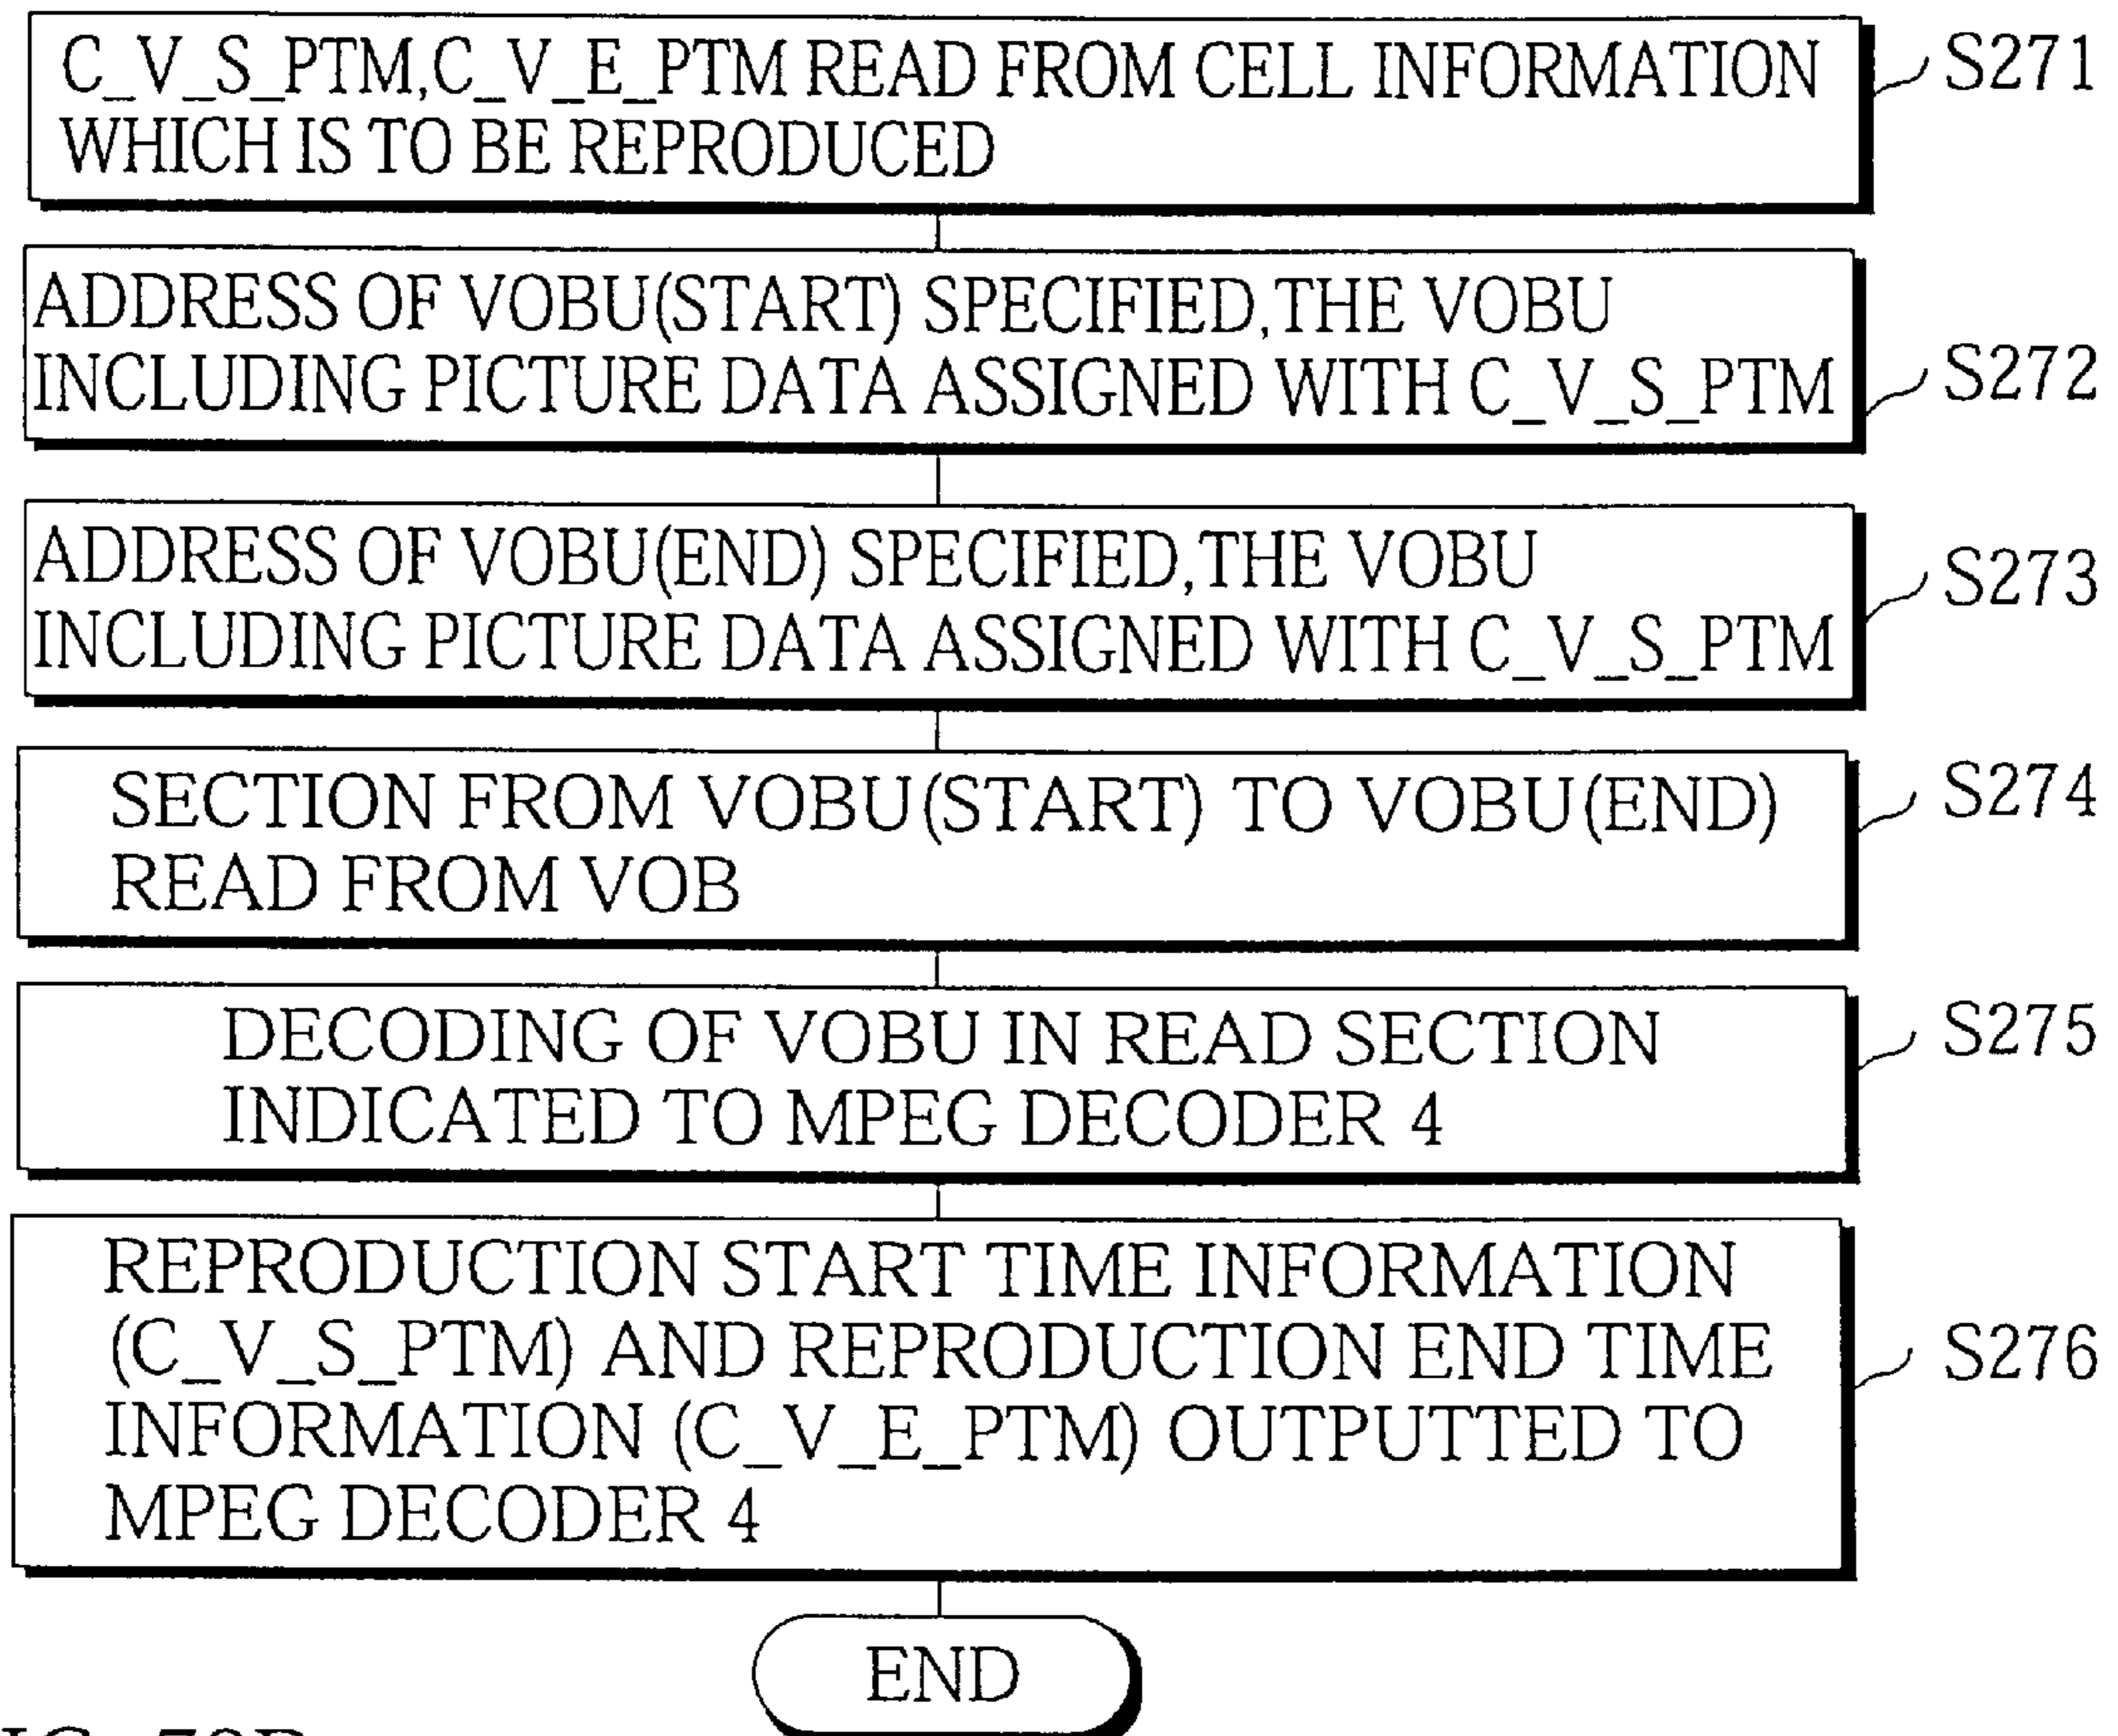 C_V_S_PTM,C_V_E_PTM READ FROM CELL INFORMATION
WHICH IS TO BE REPRODUCED
S271
ADDRESS OF VOBU(START) SPECIFIED,THE VOBU
INCLUDING PICTURE DATA ASSIGNED WITH C_V_S_PTM
S272
ADDRESS OF VOBU(END) SPECIFIED,THE VOBU
INCLUDING PICTURE DATA ASSIGNED WITH C_V_S_PTM
S273
SECTION FROM VOBU(START) TO VOBU(END)
READ FROM VOB
S274
DECODING OF VOBU IN READ SECTION
INDICATED TO MPEG DECODER 4
S275
REPRODUCTION START TIME INFORMATION
(C_V_S_PTM) AND REPRODUCTION END TIME
INFORMATION (C_V_E_PTM) OUTPUTTED TO
MPEG DECODER 4
S276
END